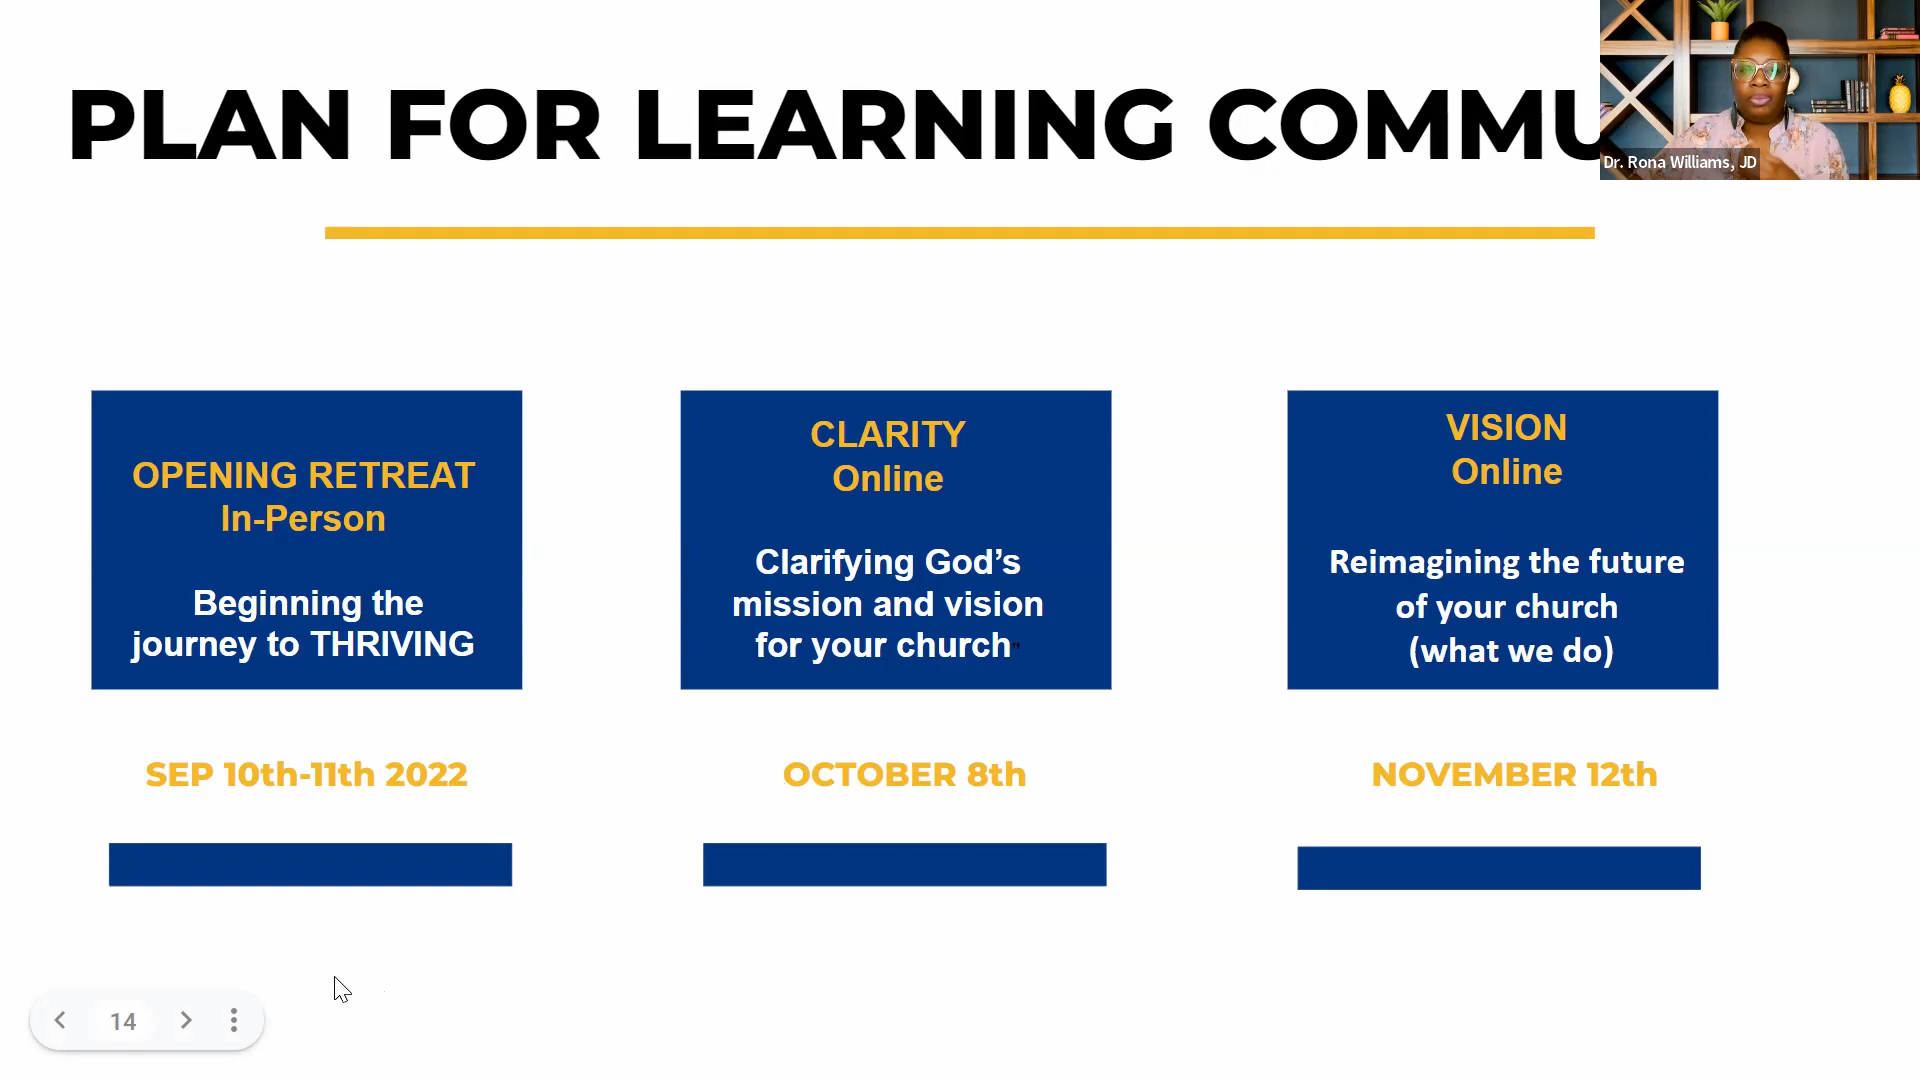 PLAN FOR LEARNING COMMU
Dr. Rona Williams, JD
OPENING RETREAT
In-Person
Beginning the
journey to THRIVING
SEP 10th-11th 2022
CLARITY
Online
Clarifying God’s
mission and vision
for your church"
OCTOBER 8th
VISION
Online
Reimagining the future
of your church
(what we do)
NOVEMBER 12th
14